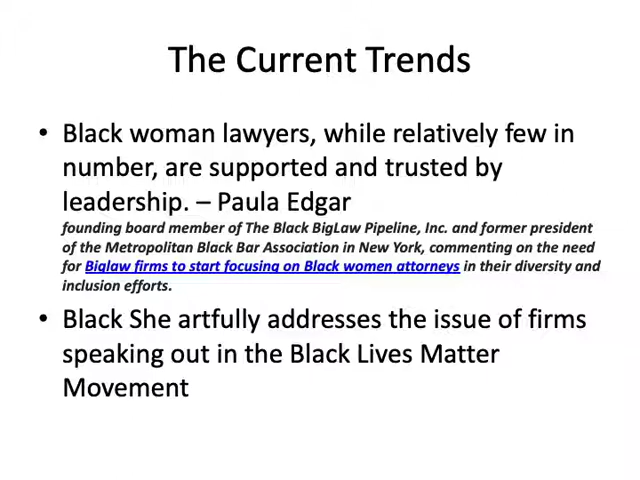 The Current Trends
• Black woman lawyers, while relatively few in
number, are supported and trusted by
leadership. – Paula Edgar
founding board member of The Black BigLaw Pipeline, Inc. and former president
of the Metropolitan Black Bar Association in New York, commenting on the need
for Biglaw firms to start focusing on Black women attorneys in their diversity and
inclusion efforts.
• Black She artfully addresses the issue of firms
speaking out in the Black Lives Matter
Movement